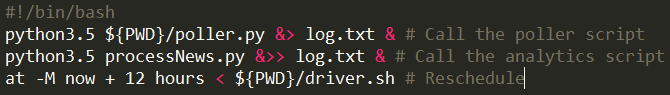 #!/bin/bash
python3.5 ${PWD}/poller.py &> log.txt & # Call the poller script
python3.5 processNews.py &>> log.txt & # Call the analytics script
at -M now + 12 hours < ${PWD}/driver.sh # Reschedule